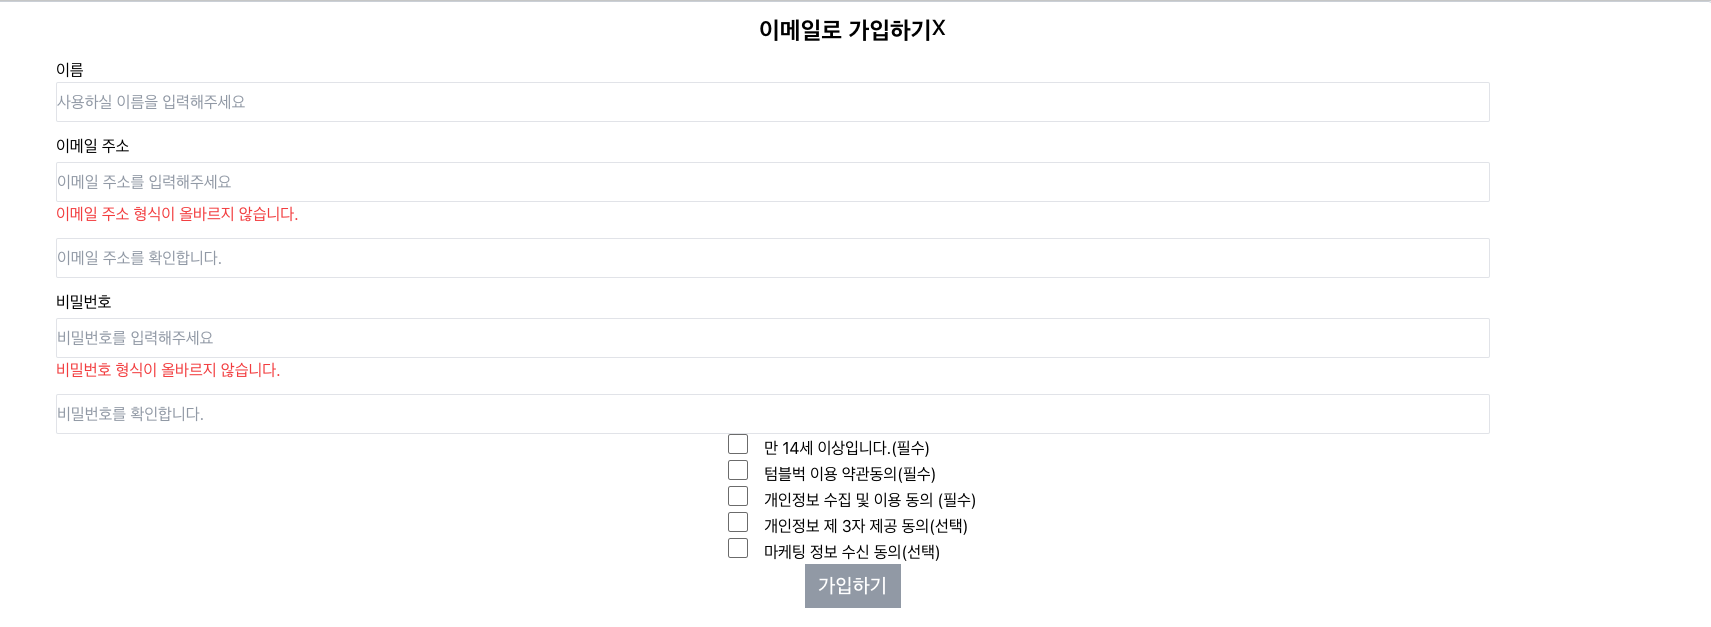 이메일로 가입하기X
이름
사용하실 이름을 입력해주세요
이메일 주소
이메일 주소를 입력해주세요
이메일 주소 형식이 올바르지 않습니다.
이메일 주소를 확인합니다.
비밀번호
비밀번호를 입력해주세요
비밀번호 형식이 올바르지 않습니다.
비밀번호를 확인합니다.
만 14세 이상입니다.(필수)
텀블벅 이용 약관동의(필수)
개인정보 수집 및 이용 동의 (필수)
개인정보 제 3자 제공 동의(선택)
마케팅 정보 수신 동의(선택)
가입하기